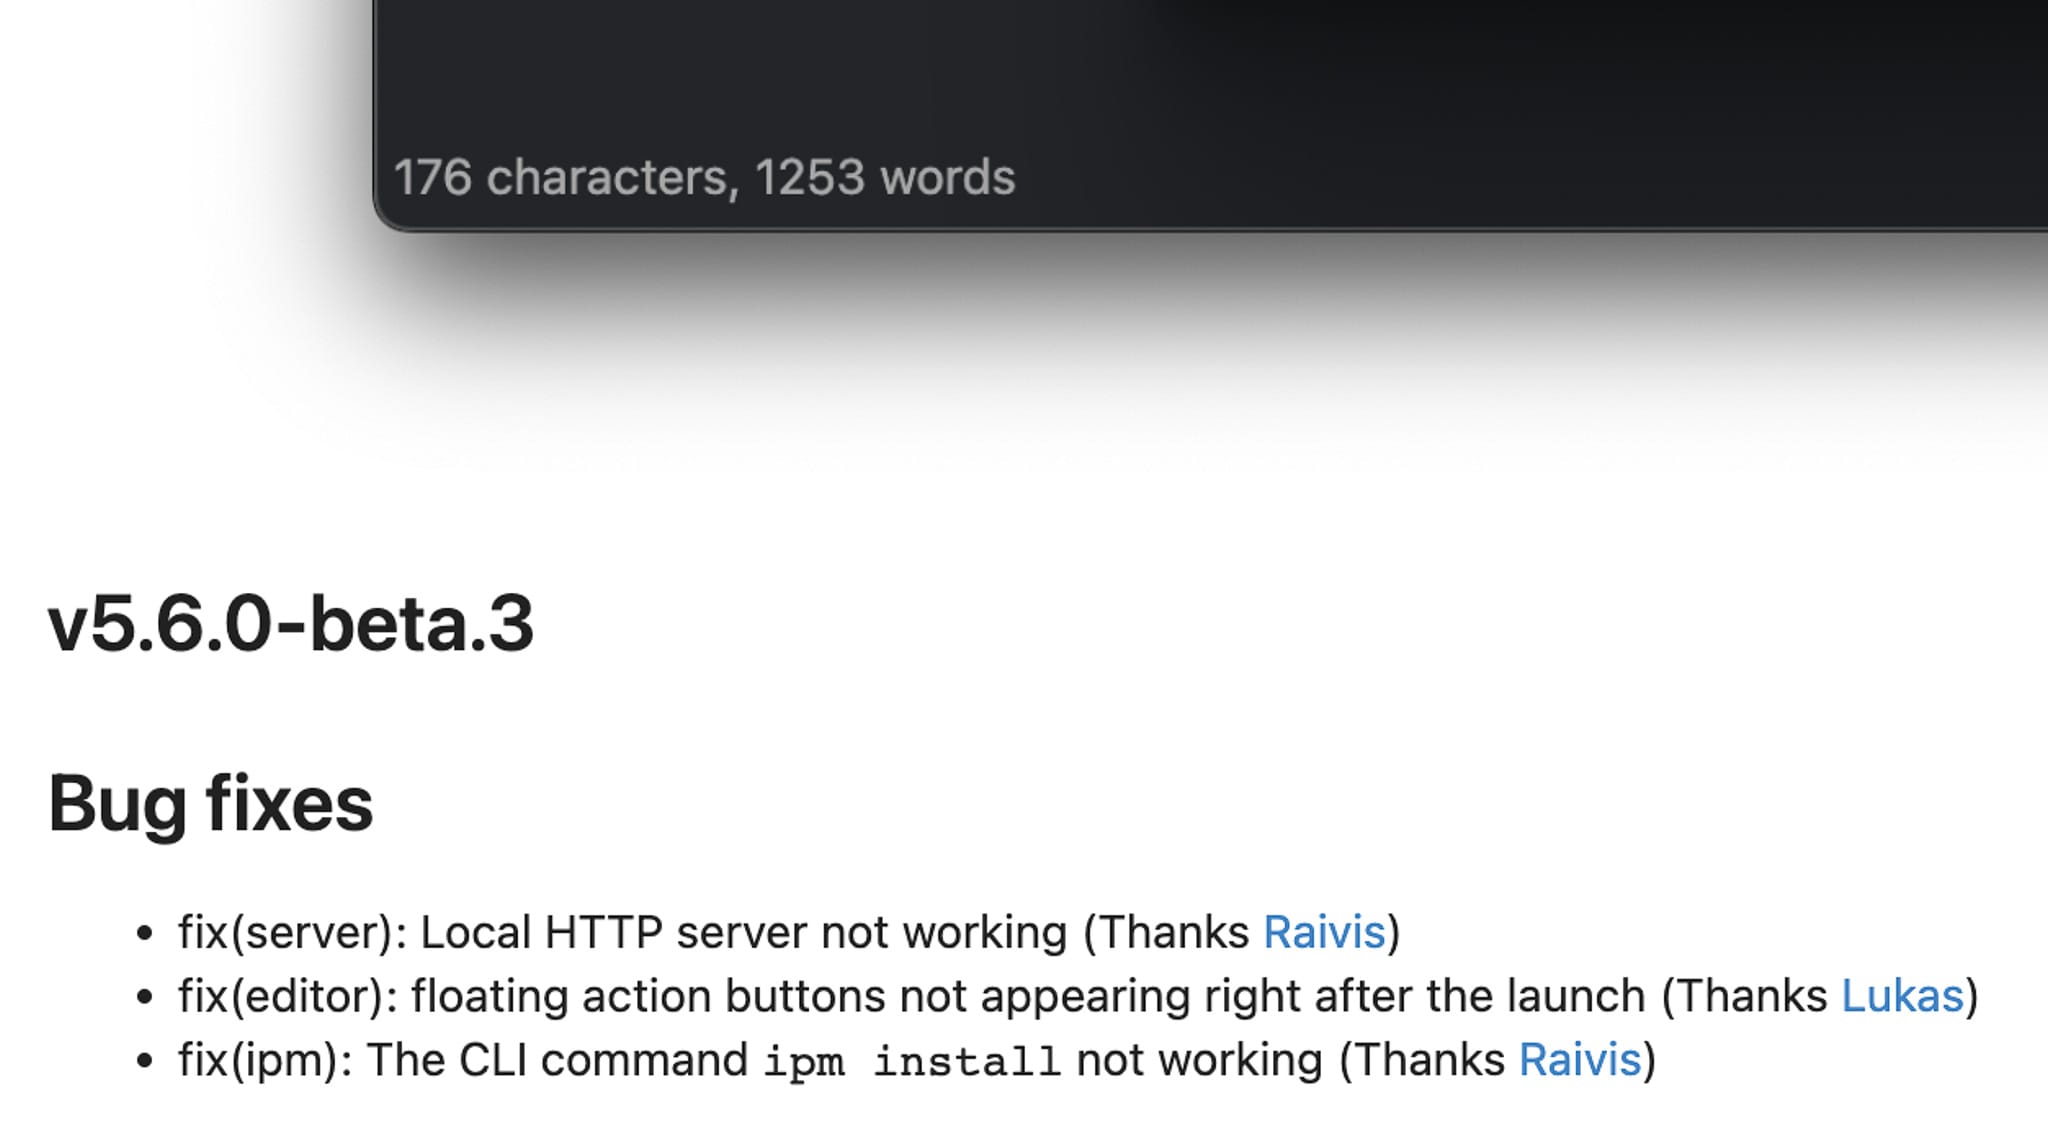 176 characters, 1253 words
v5.6.0-beta.3
Bug fixes
• fix(server): Local HTTP server not working (Thanks Raivis)
• fix(editor): floating action buttons not appearing right after the launch (Thanks Lukas)
• fix(ipm): The CLI command ipm install not working (Thanks Raivis)